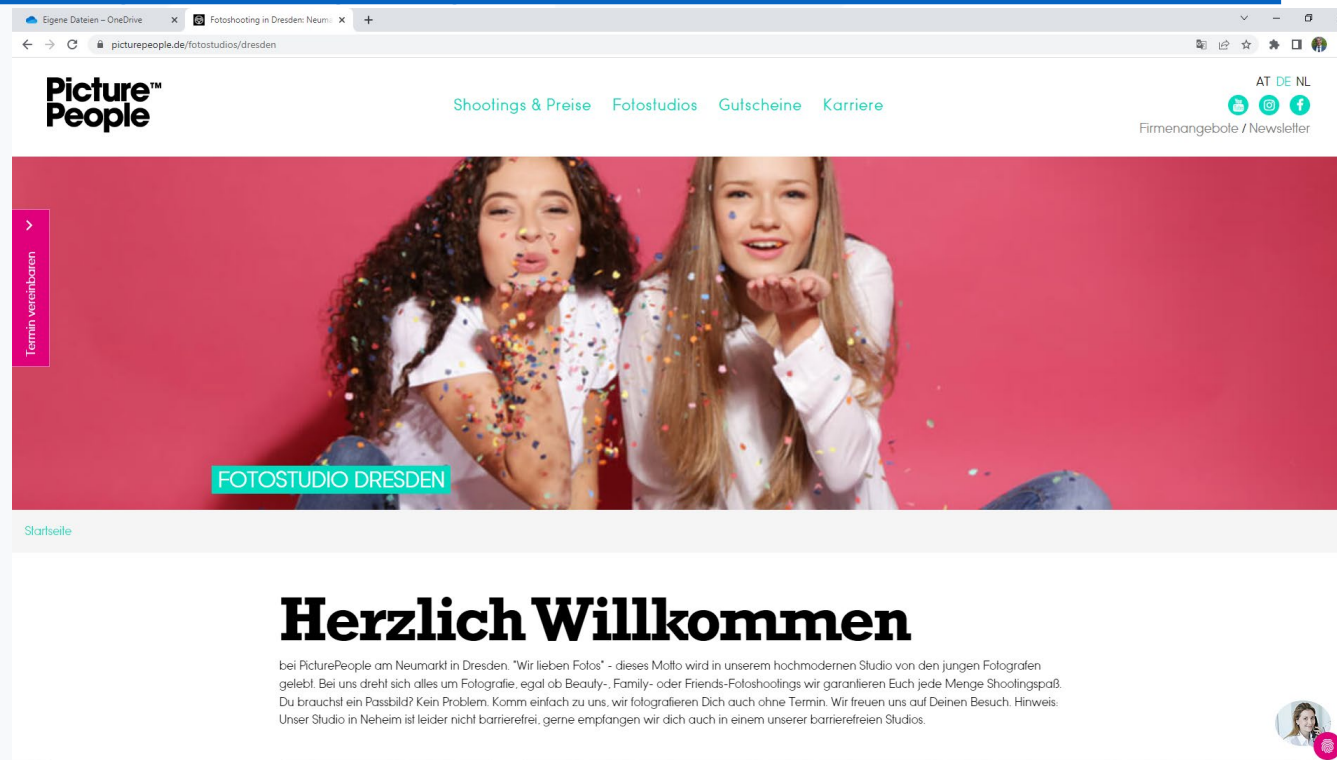 Eigene Dateien – OneDrive
Fotoshooting in Dresden: Neuma
picturepeople.de/fotostudios/dresden
Picture™
People
Shootings & Preise Fotostudios Gutscheine Karriere
AT DE NL
Firmenangebote / Newsletter
Termin vereinbaren
FOTOSTUDIO DRESDEN
Startseite
Herzlich Willkommen
bei PicturePeople am Neumarkt in Dresden. "Wir lieben Fotos" - dieses Motto wird in unserem hochmodernen Studio von den jungen Fotografen
gelebt. Bei uns dreht sich alles um Fotografie, egal ob Beauty-, Family- oder Friends-Fotoshootings wir garantieren Euch jede Menge Shootingspaß.
Du brauchst ein Passbild? Kein Problem. Komm einfach zu uns, wir fotografieren Dich auch ohne Termin. Wir freuen uns auf Deinen Besuch. Hinweis:
Unser Studio in Neheim ist leider nicht barrierefrei, gerne empfangen wir dich auch in einem unserer barrierefreien Studios.